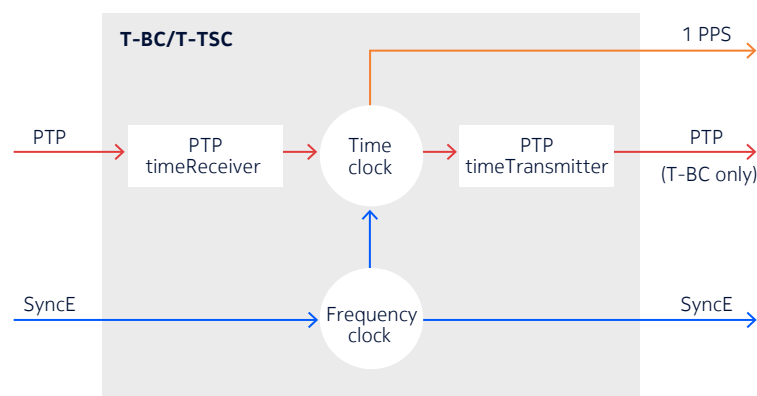 T-BC/T-TSC
1 PPS
PTP
PTP
timeReceiver
Time
clock
PTP
timeTransmitter
PTP
(T-BC only)
SyncE
Frequency
clock
SyncE